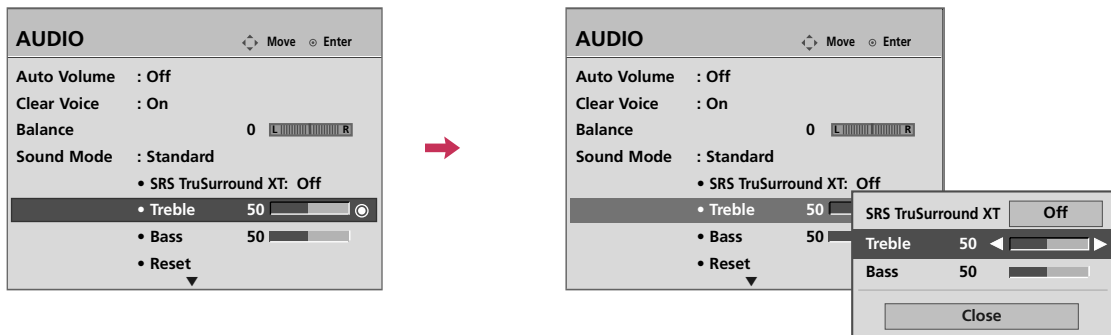 AUDIO Move Enter
Auto Volume : Off
Clear Voice : On
Balance 0 L R
Sound Mode : Standard
• SRS TruSurround XT: Off
• Treble 50
• Bass 50
• Reset
AUDIO Move Enter
Auto Volume : Off
Clear Voice : On
Balance 0 L R
Sound Mode : Standard
• SRS TruSurround XT: Off
• Treble 50
• Bass 50
• Reset
SRS TruSurround XT Off
Treble 50
Bass 50
Close